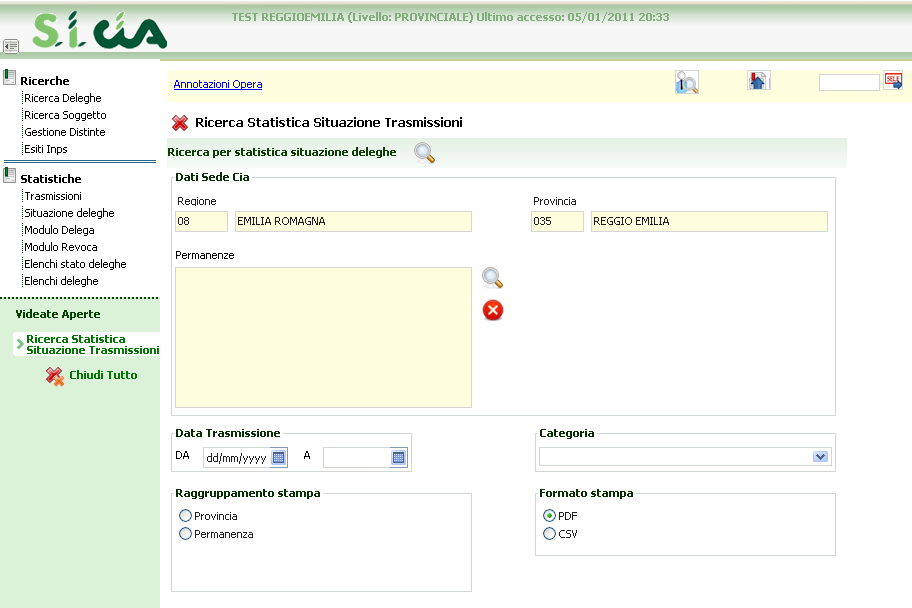 TEST REGGIOEMILIA (Livello: PROVINCIALE) Ultimo accesso: 05/01/2011 20:33
S.I. CIA
Ricerche
Ricerca Deleghe
Ricerca Soggetto
Gestione Distinte
Esiti Inps
Statistiche
Trasmissioni
Situazione deleghe
Modulo Delega
Modulo Revoca
Elenchi stato deleghe
Elenchi deleghe
Videate Aperte
Ricerca Statistica
Situazione Trasmissioni
Chiudi Tutto
Annotazioni Opera
SELE
Ricerca Statistica Situazione Trasmissioni
Ricerca per statistica situazione deleghe
Dati Sede Cia
Regione
Provincia
08 EMILIA ROMAGNA
035 REGGIO EMILIA
Permanenze
Data Trasmissione
DA dd/mm/yyyy A
Categoria
Raggruppamento stampa
Provincia
Permanenza
Formato stampa
PDF
CSV